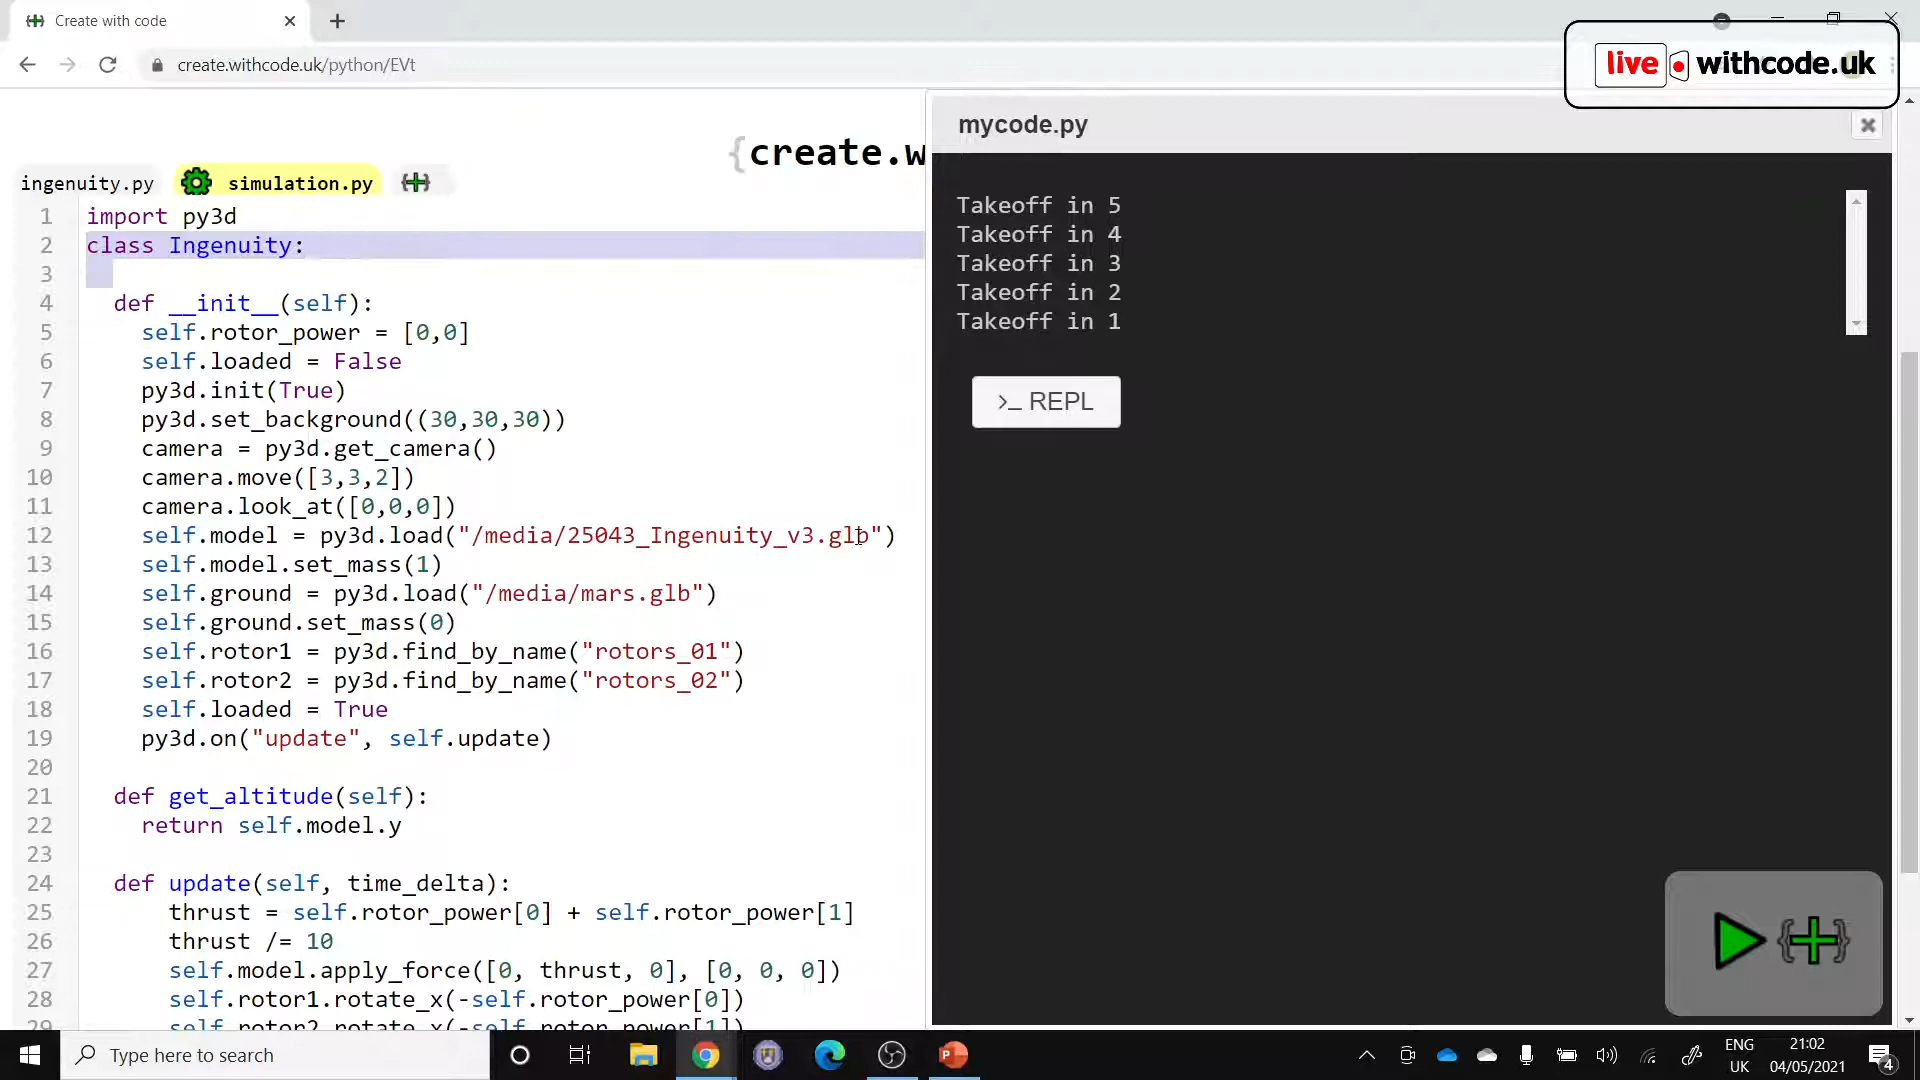 Create with code
create.withcode.uk/python/EVt
live withcode.uk
mycode.py
{create.w
ingenuity.py simulation.py {+}
1 import py3d
2 class Ingenuity:
3
4 def __init__(self):
5 self.rotor_power = [0,0]
6 self.loaded = False
7 py3d.init(True)
8 py3d.set_background((30,30,30))
9 camera = py3d.get_camera()
10 camera.move([3,3,2])
11 camera.look_at([0,0,0])
12 self.model = py3d.load("/media/25043_Ingenuity_v3.glb")
13 self.model.set_mass(1)
14 self.ground = py3d.load("/media/mars.glb")
15 self.ground.set_mass(0)
16 self.rotor1 = py3d.find_by_name("rotors_01")
17 self.rotor2 = py3d.find_by_name("rotors_02")
18 self.loaded = True
19 py3d.on("update", self.update)
20
21 def get_altitude(self):
22 return self.model.y
23
24 def update(self, time_delta):
25 thrust = self.rotor_power[0] + self.rotor_power[1]
26 thrust /= 10
27 self.model.apply_force([0, thrust, 0], [0, 0, 0])
28 self.rotor1.rotate_x(-self.rotor_power[0])
29 self.rotor2.rotate_x(-self.rotor_power[1])
Takeoff in 5
Takeoff in 4
Takeoff in 3
Takeoff in 2
Takeoff in 1
>_ REPL
{+}
Type here to search
ENG
UK
21:02
04/05/2021
4